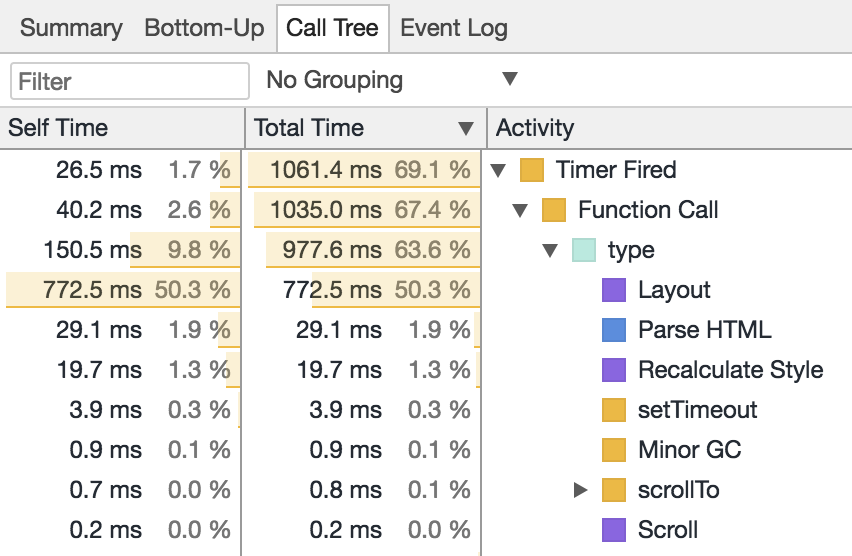 Summary Bottom-Up Call Tree Event Log
Filter No Grouping ▼
Self Time Total Time ▼ Activity
26.5 ms 1.7 % 1061.4 ms 69.1 % ▼ Timer Fired
40.2 ms 2.6 % 1035.0 ms 67.4 % ▼ Function Call
150.5 ms 9.8 % 977.6 ms 63.6 % ▼ type
772.5 ms 50.3 % 772.5 ms 50.3 % Layout
29.1 ms 1.9 % 29.1 ms 1.9 % Parse HTML
19.7 ms 1.3 % 19.7 ms 1.3 % Recalculate Style
3.9 ms 0.3 % 3.9 ms 0.3 % setTimeout
0.9 ms 0.1 % 0.9 ms 0.1 % Minor GC
0.7 ms 0.0 % 0.8 ms 0.1 % ▶ scrollTo
0.2 ms 0.0 % 0.2 ms 0.0 % Scroll